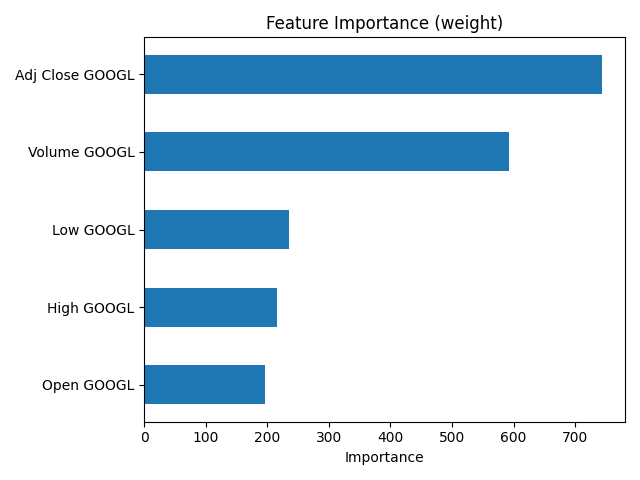 Feature Importance (weight)
Adj Close GOOGL
Volume GOOGL
Low GOOGL
High GOOGL
Open GOOGL
0 100 200 300 400 500 600 700
Importance